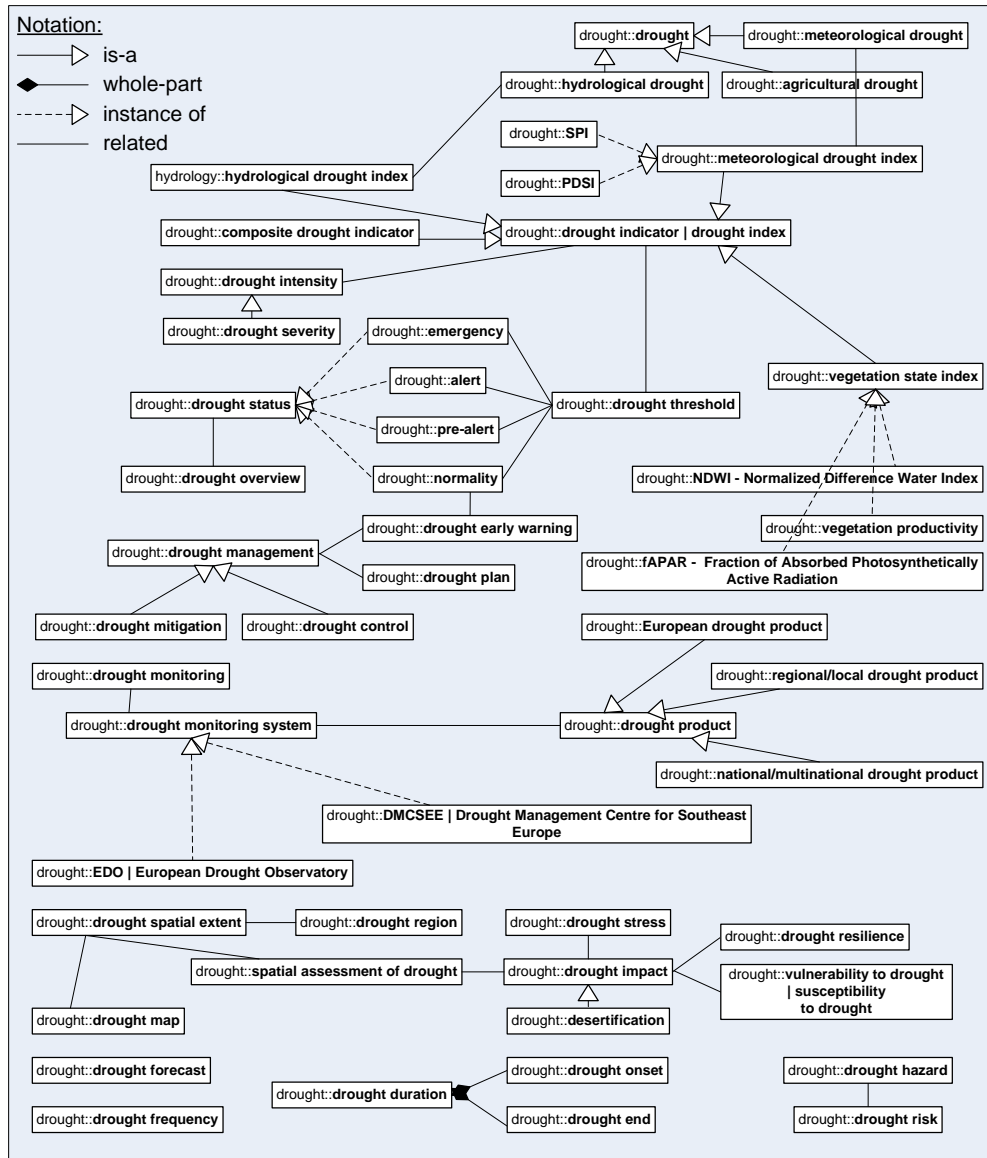 Notation:
is-a
whole-part
instance of
related
drought::drought
drought::meteorological drought
drought::hydrological drought
drought::agricultural drought
drought::SPI
drought::meteorological drought index
hydrology::hydrological drought index
drought::PDSI
drought::composite drought indicator
drought::drought indicator | drought index
drought::drought intensity
drought::drought severity
drought::emergency
drought::alert
drought::vegetation state index
drought::drought status
drought::drought threshold
drought::pre-alert
drought::drought overview
drought::normality
drought::NDWI - Normalized Difference Water Index
drought::drought early warning
drought::vegetation productivity
drought::drought management
drought::drought plan
drought::fAPAR -  Fraction of Absorbed Photosynthetically
Active Radiation
drought::drought mitigation
drought::drought control
drought::European drought product
drought::drought monitoring
drought::regional/local drought product
drought::drought monitoring system
drought::drought product
drought::national/multinational drought product
drought::DMCSEE | Drought Management Centre for Southeast
Europe
drought::EDO | European Drought Observatory
drought::drought spatial extent
drought::drought region
drought::drought stress
drought::drought resilience
drought::spatial assessment of drought
drought::drought impact
drought::vulnerability to drought
| susceptibility
to drought
drought::drought map
drought::desertification
drought::drought forecast
drought::drought onset
drought::drought hazard
drought::drought duration
drought::drought frequency
drought::drought end
drought::drought risk